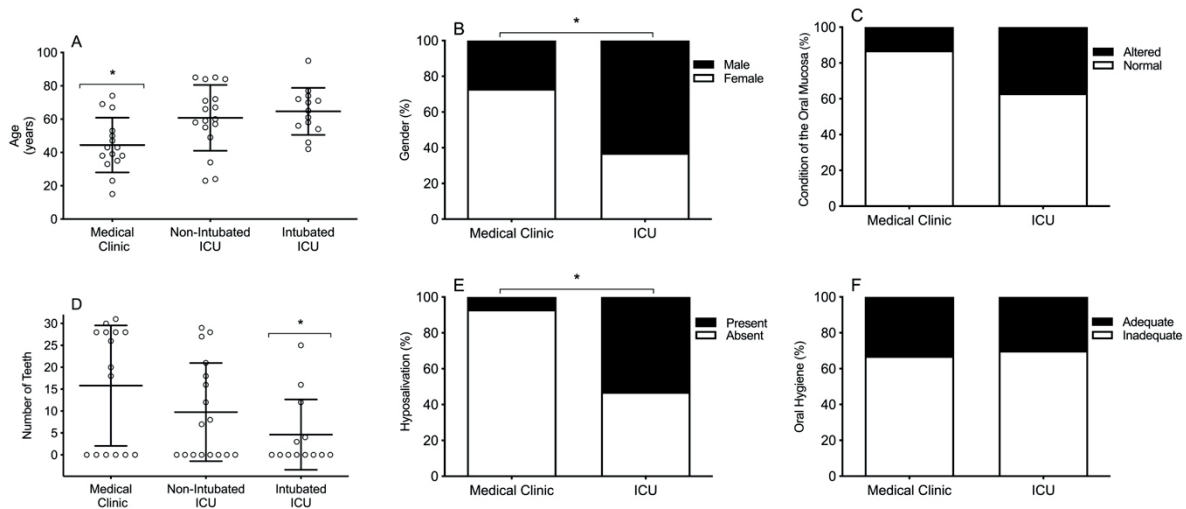 A
Age
(years)
100
80
60
40
20
0
*
Medical
Clinic
Non-Intubated
ICU
Intubated
ICU
B
Gender (%)
100
80
60
40
20
0
*
Male
Female
Medical Clinic
ICU
C
Condition of the Oral Mucosa (%)
100
80
60
40
20
0
Altered
Normal
Medical Clinic
ICU
D
Number of Teeth
30
25
20
15
10
5
0
*
Medical
Clinic
Non-Intubated
ICU
Intubated
ICU
E
Hyposalivation (%)
100
80
60
40
20
0
*
Present
Absent
Medical Clinic
ICU
F
Oral Hygiene (%)
100
80
60
40
20
0
Adequate
Inadequate
Medical Clinic
ICU